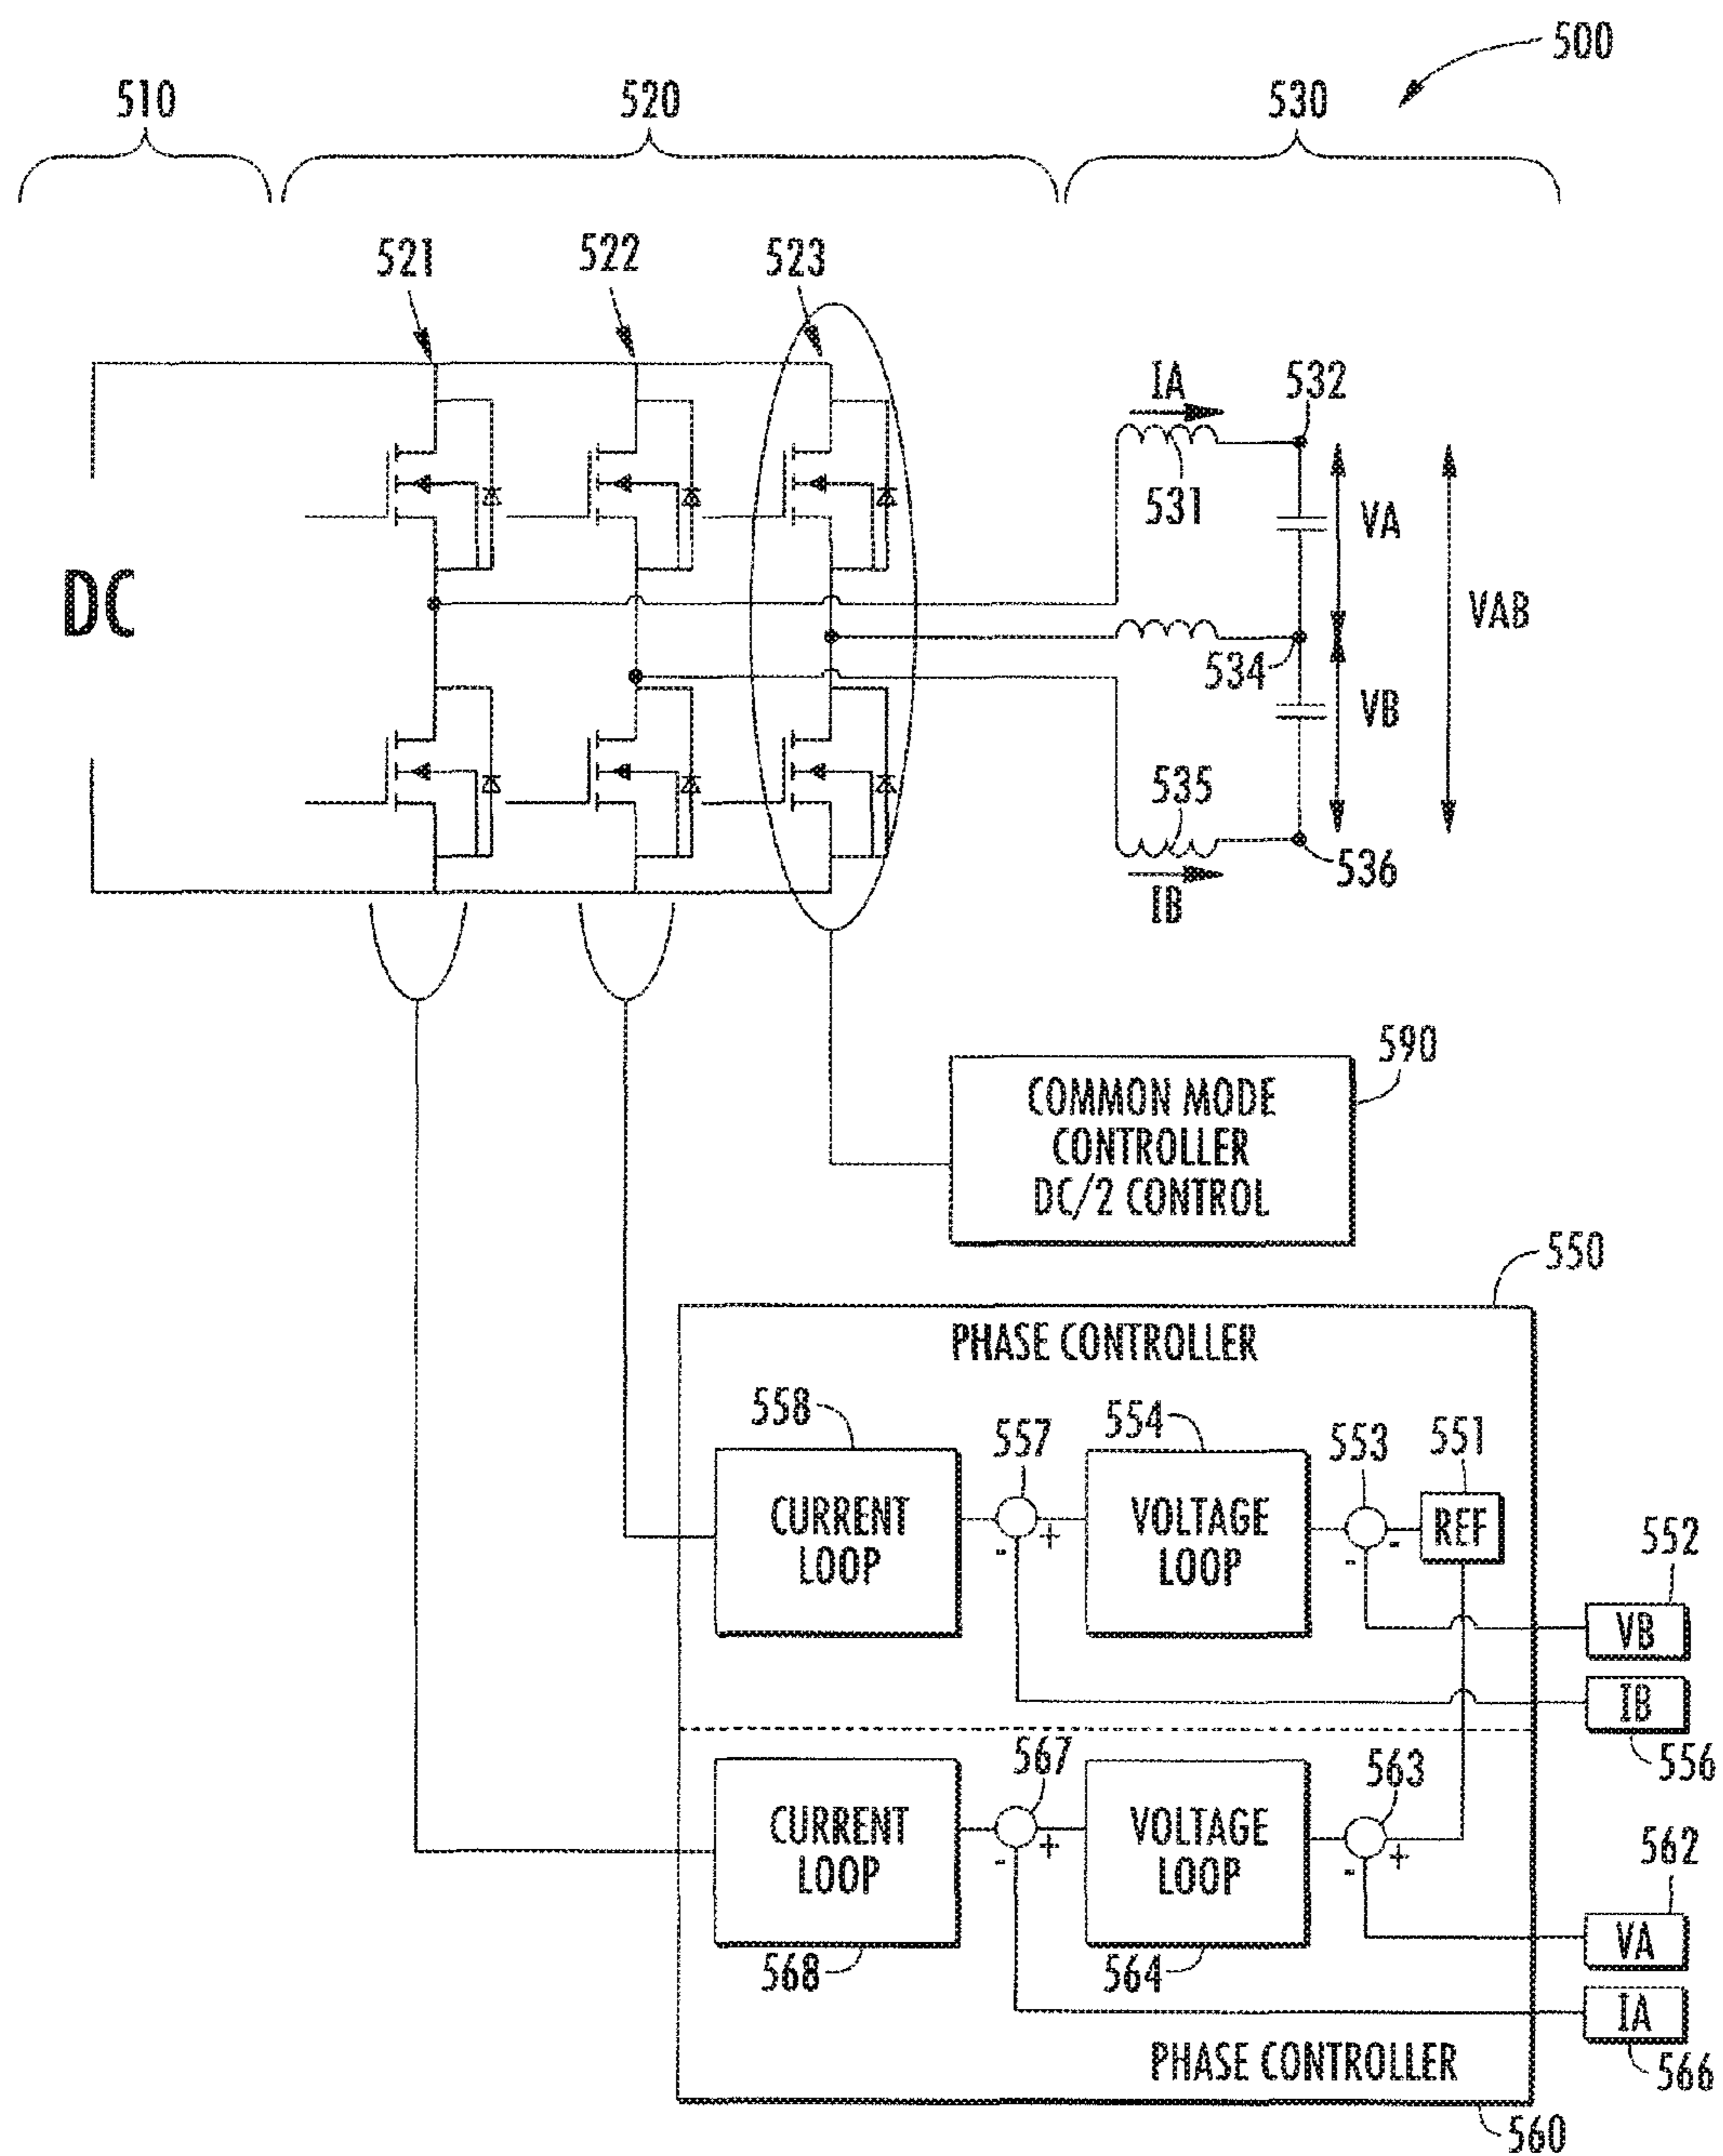 500
510
520
530
521
522
523
DC
IA
532
531
VA
VAB
534
VB
535
536
IB
590
COMMON MODE
CONTROLLER
DC/2 CONTROL
550
PHASE CONTROLLER
558
557
554
553
551
CURRENT
LOOP
- +
VOLTAGE
LOOP
- -
REF
552
VB
IB
556
567
563
CURRENT
LOOP
- +
VOLTAGE
LOOP
- +
562
VA
568
564
IA
566
PHASE CONTROLLER
560